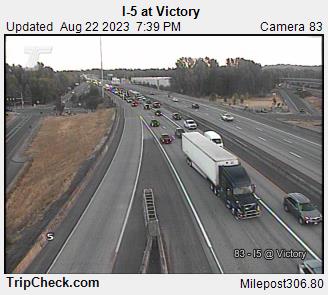 I-5 at Victory
Updated Aug 22 2023 7:39 PM Camera 83
S
83 - I5 @ Victory
TripCheck.com Milepost306.80